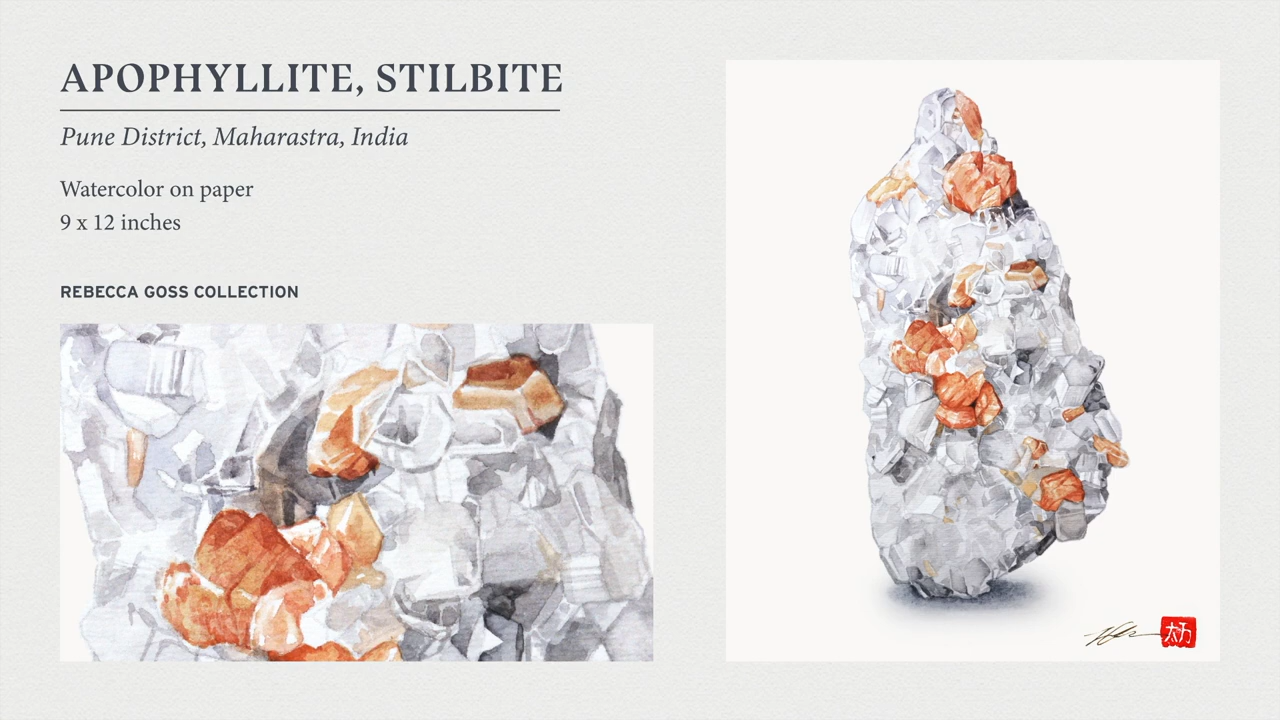 APOPHYLLITE, STILBITE
Pune District, Maharastra, India
Watercolor on paper
9 x 12 inches
REBECCA GOSS COLLECTION